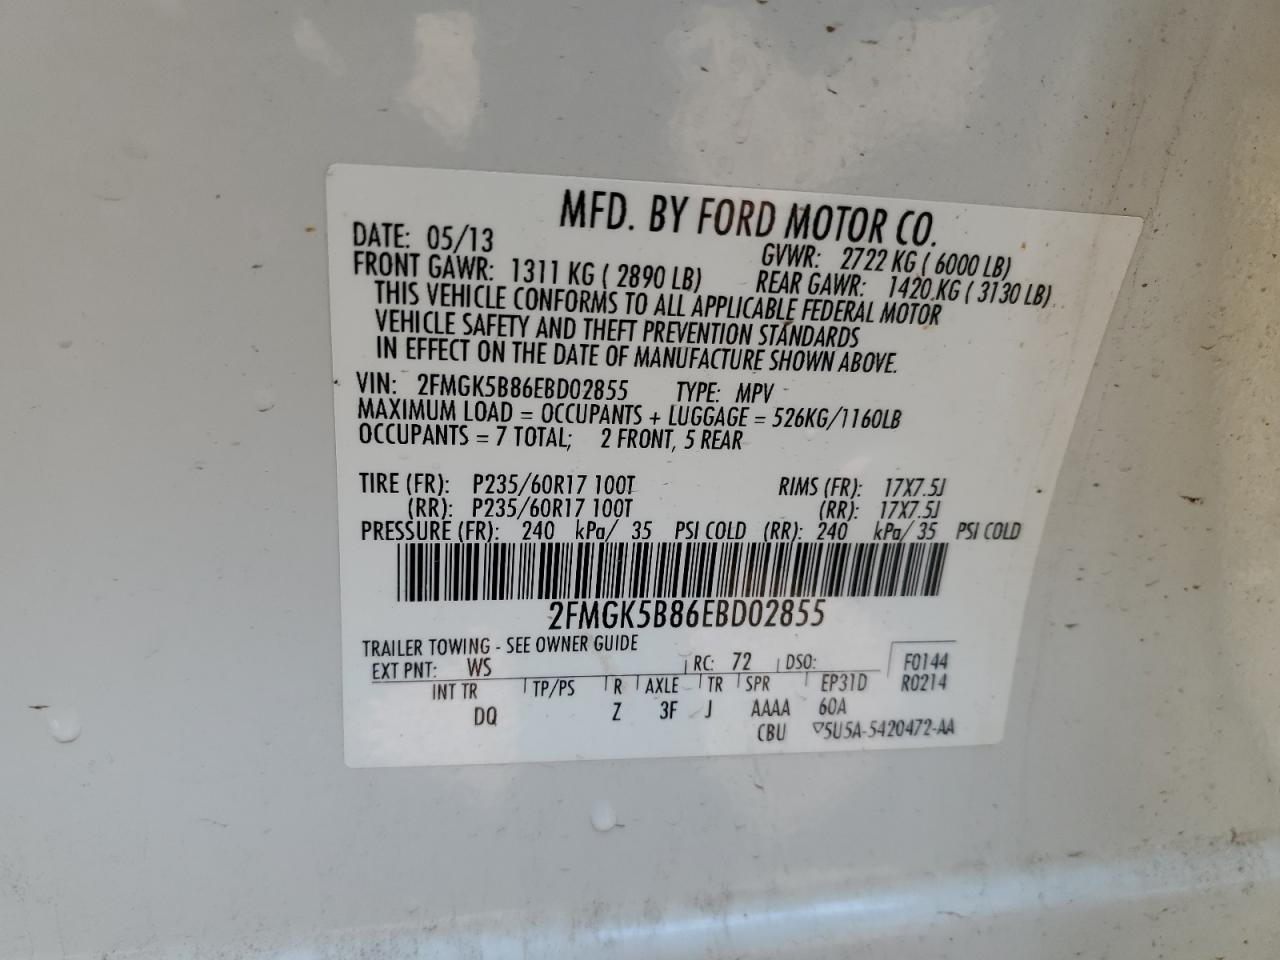 MFD. BY FORD MOTOR CO.
DATE: 05/13 GVWR: 2722 KG ( 6000 LB)
FRONT GAWR: 1311 KG ( 2890 LB) REAR GAWR: 1420 KG ( 3130 LB)
THIS VEHICLE CONFORMS TO ALL APPLICABLE FEDERAL MOTOR
VEHICLE SAFETY AND THEFT PREVENTION STANDARDS
IN EFFECT ON THE DATE OF MANUFACTURE SHOWN ABOVE.
VIN: 2FMGK5B86EBD02855 TYPE: MPV
MAXIMUM LOAD = OCCUPANTS + LUGGAGE = 526KG/1160LB
OCCUPANTS = 7 TOTAL; 2 FRONT, 5 REAR
TIRE (FR): P235/60R17 100T RIMS (FR): 17X7.5J
(RR): P235/60R17 100T (RR): 17X7.5J
PRESSURE (FR): 240 kPa/ 35 PSI COLD (RR): 240 kPa/ 35 PSI COLD
2FMGK5B86EBD02855
TRAILER TOWING - SEE OWNER GUIDE
EXT PNT: WS RC: 72 DSO: F0144
INT TR TP/PS R AXLE TR SPR EP31D R0214
DQ Z 3F J AAAA 60A
CBU ▽5U5A-5420472-AA